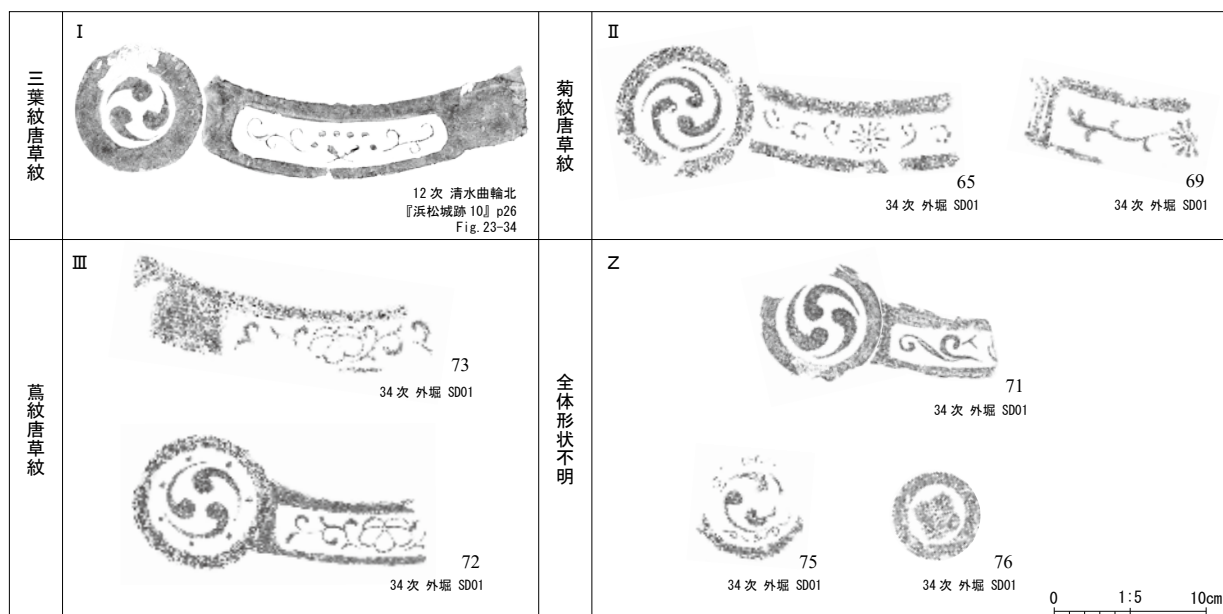 三葉紋唐草紋
Ⅰ
12次 清水曲輪北
『浜松城跡10』p26
Fig.23-34
菊紋唐草紋
Ⅱ
65
34次 外堀 SD01
69
34次 外堀 SD01
蔦紋唐草紋
Ⅲ
73
34次 外堀 SD01
72
34次 外堀 SD01
全体形状不明
Z
71
34次 外堀 SD01
75
34次 外堀 SD01
76
34次 外堀 SD01
0 1:5 10cm